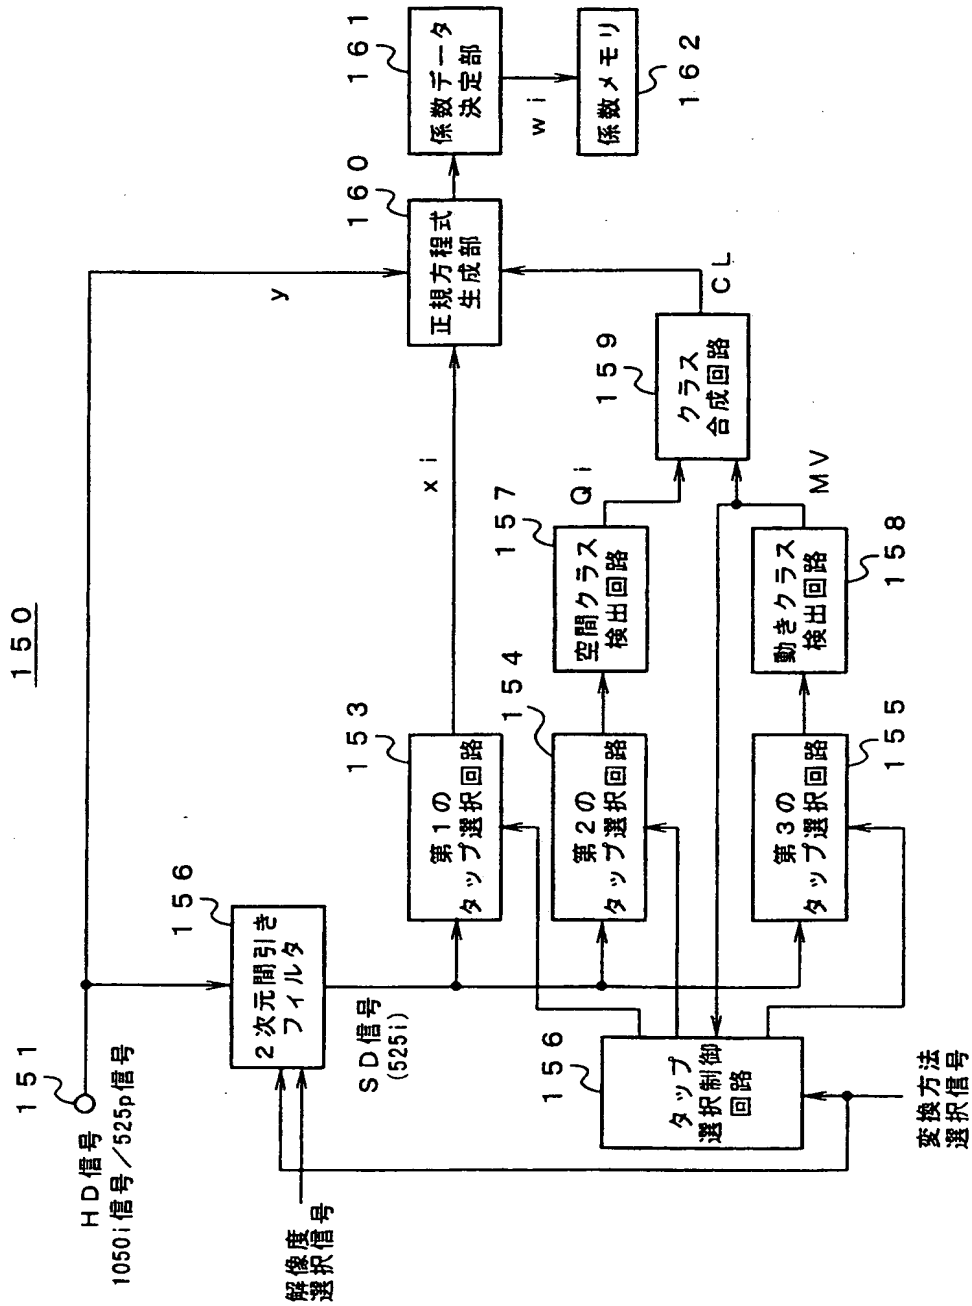 150
151
HD信号
1050i信号/525p信号
解像度
選択信号
156
2次元間引き
フィルタ
SD信号
(525i)
y
153
第1の
タップ選択回路
xi
160
正規方程式
生成部
161
係数データ
決定部
wi
係数メモリ
162
154
第2の
タップ選択回路
157
空間クラス
検出回路
Qi
159
クラス
合成回路
CL
第3の
タップ選択回路
155
動きクラス
検出回路
158
MV
156
タップ
選択制御
回路
変換方法
選択信号